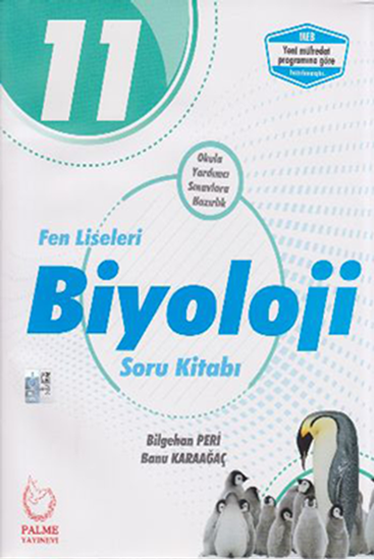 11
MEB
Yeni müfredat
programına göre
hazırlanmıştır.
Okula
Yardımcı
Sınavlara
Hazırlık
Fen Liseleri
Biyoloji
Soru Kitabı
Bilgehan PERİ
Banu KARAAĞAÇ
PALME
YAYINEVİ